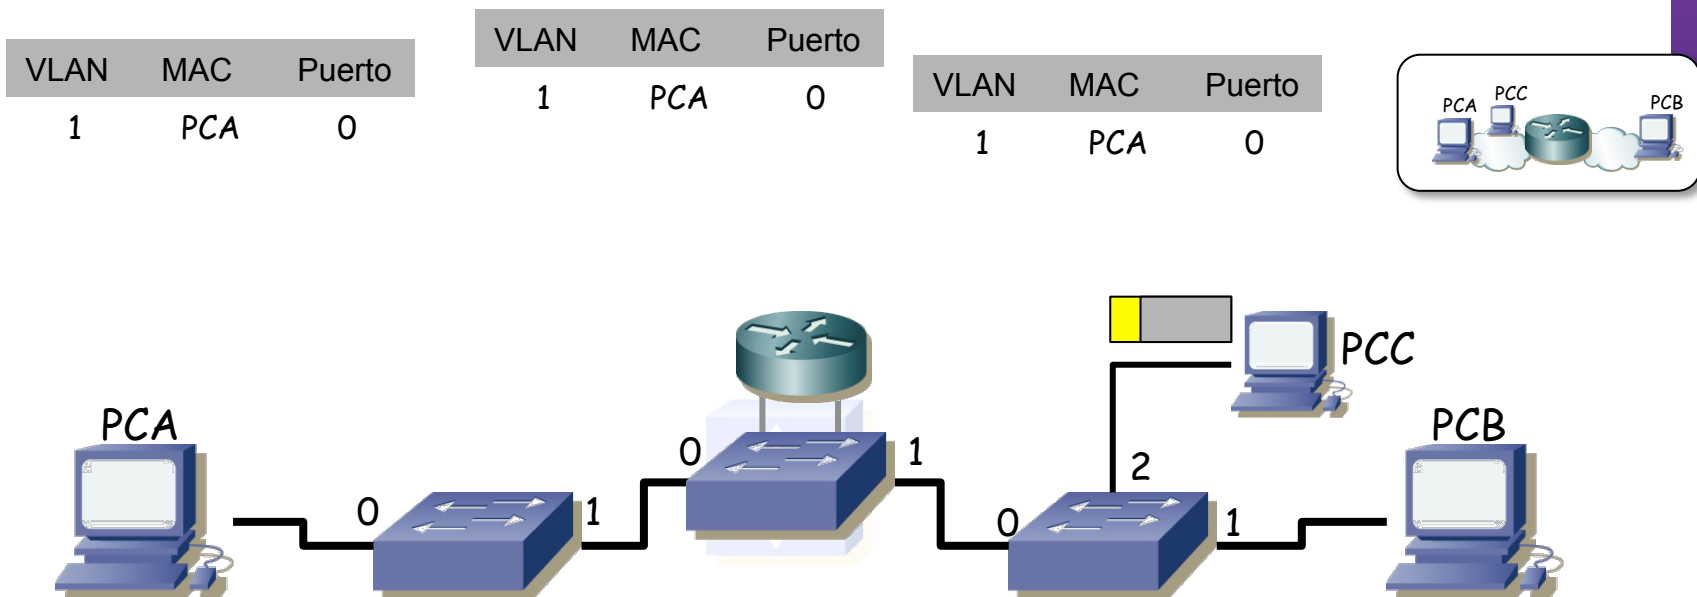 VLAN MAC Puerto
1 PCA 0
VLAN MAC Puerto
1 PCA 0
VLAN MAC Puerto
1 PCA 0
PCA PCC PCB
PCC
PCA
PCB
0 1
0 1
0 2 1